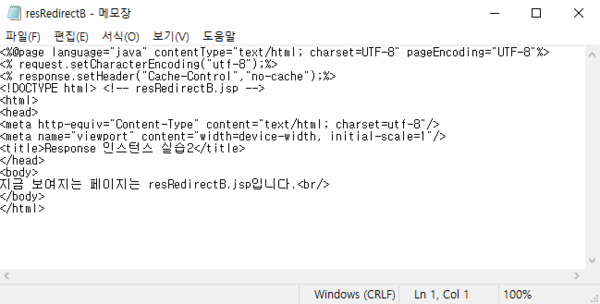 resRedirectB - 메모장
파일(F) 편집(E) 서식(O) 보기(V) 도움말
<%@page language="java" contentType="text/html; charset=UTF-8" pageEncoding="UTF-8"%>
<% request.setCharacterEncoding("utf-8");%>
<% response.setHeader("Cache-Control","no-cache");%>
<!DOCTYPE html> <!-- resRedirectB.jsp -->
<html>
<head>
<meta http-equiv="Content-Type" content="text/html; charset=utf-8"/>
<meta name="viewport" content="width=device-width, initial-scale=1"/>
<title>Response 인스턴스 실습2</title>
</head>
<body>
지금 보여지는 페이지는 resRedirectB.jsp입니다.<br/>
</body>
</html>
Windows (CRLF) Ln 1, Col 1 100%